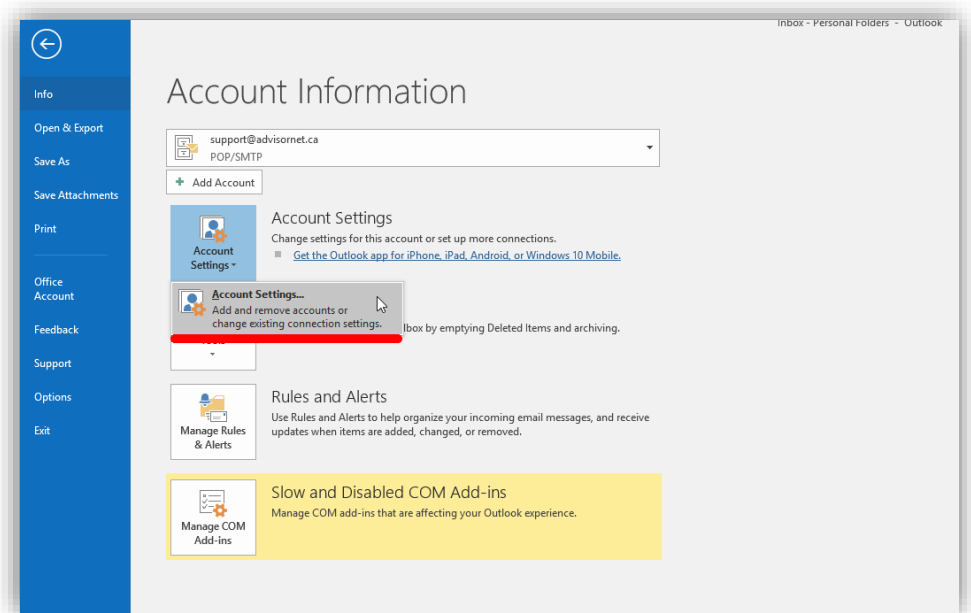 Inbox - Personal Folders - Outlook
Info
Open & Export
Save As
Save Attachments
Print
Office
Account
Feedback
Support
Options
Exit
Account Information
support@advisornet.ca
POP/SMTP
Add Account
Account
Settings
Account Settings
Change settings for this account or set up more connections.
Get the Outlook app for iPhone, iPad, Android, or Windows 10 Mobile.
Account Settings...
Add and remove accounts or
change existing connection settings.
lbox by emptying Deleted Items and archiving.
Tools
Manage Rules
& Alerts
Rules and Alerts
Use Rules and Alerts to help organize your incoming email messages, and receive
updates when items are added, changed, or removed.
Manage COM
Add-ins
Slow and Disabled COM Add-ins
Manage COM add-ins that are affecting your Outlook experience.